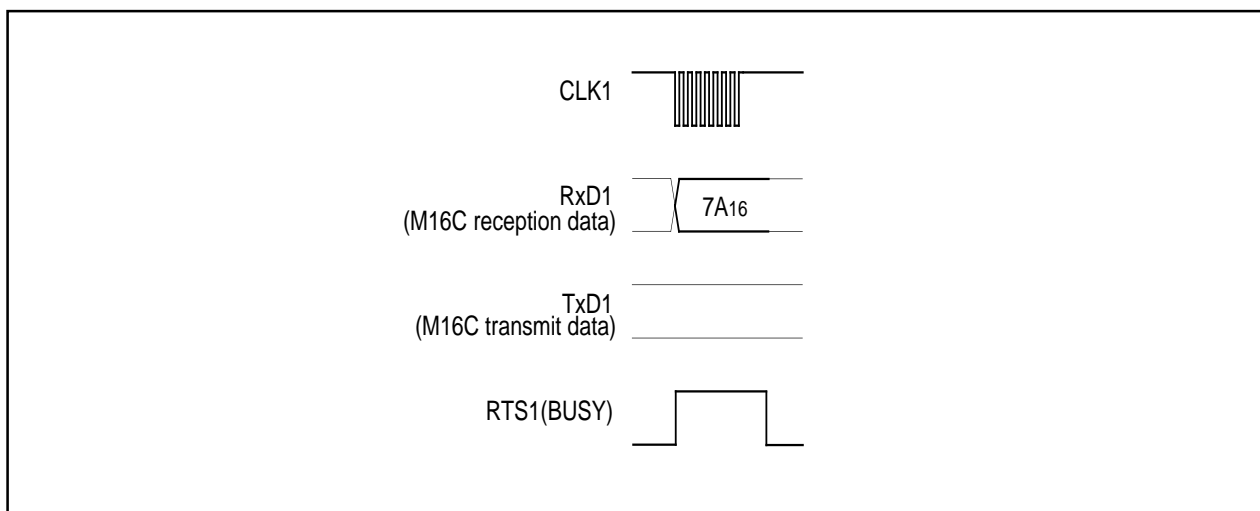 CLK1
RxD1
(M16C reception data)
7A16
TxD1
(M16C transmit data)
RTS1(BUSY)